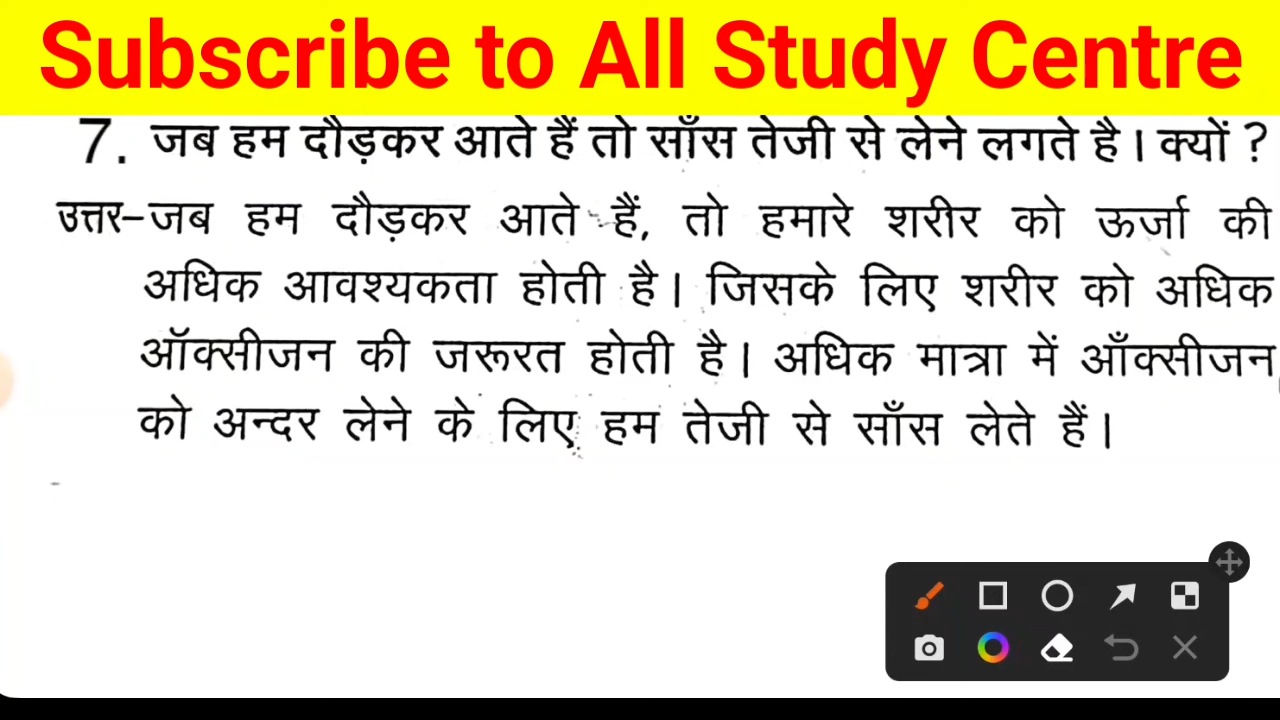 Subscribe to All Study Centre
7. जब हम दौड़कर आते हैं तो साँस तेजी से लेने लगते है। क्यों ?
उत्तर–जब हम दौड़कर आते हैं, तो हमारे शरीर को ऊर्जा की
अधिक आवश्यकता होती है। जिसके लिए शरीर को अधिक
ऑक्सीजन की जरूरत होती है। अधिक मात्रा में आँक्सीजन
को अन्दर लेने के लिए हम तेजी से साँस लेते हैं।